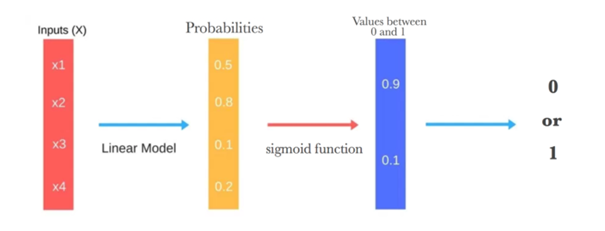 Inputs (X)
x1
x2
x3
x4
Linear Model
Probabilities
0.5
0.8
0.1
0.2
sigmoid function
Values between
0 and 1
0.9
0.1
0
or
1